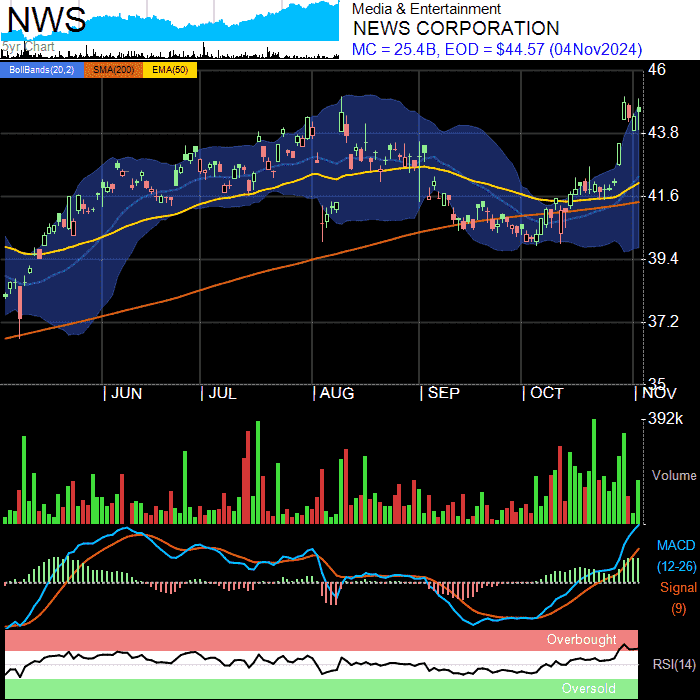 NWS
5yr Chart
Media & Entertainment
NEWS CORPORATION
MC = 25.4B, EOD = $44.57 (04Nov2024)
BollBands(20,2) SMA(200) EMA(50)
46
43.8
41.6
39.4
37.2
35
JUN JUL AUG SEP OCT NOV
392k
Volume
MACD
(12-26)
Signal
(9)
Overbought
RSI(14)
Oversold